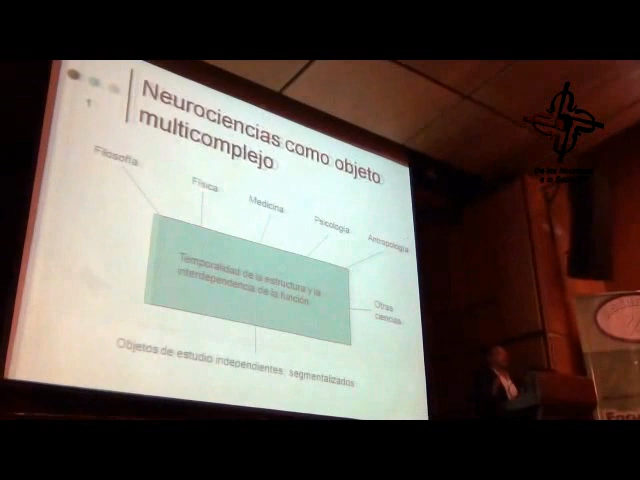 1
Neurociencias como objeto
multicomplejo
Filosofía
Física
Medicina
Psicología
Antropología
Temporalidad de la estructura y la
interdependencia de la función
Otras
ciencias
Objetos de estudio independientes, segmentalizados